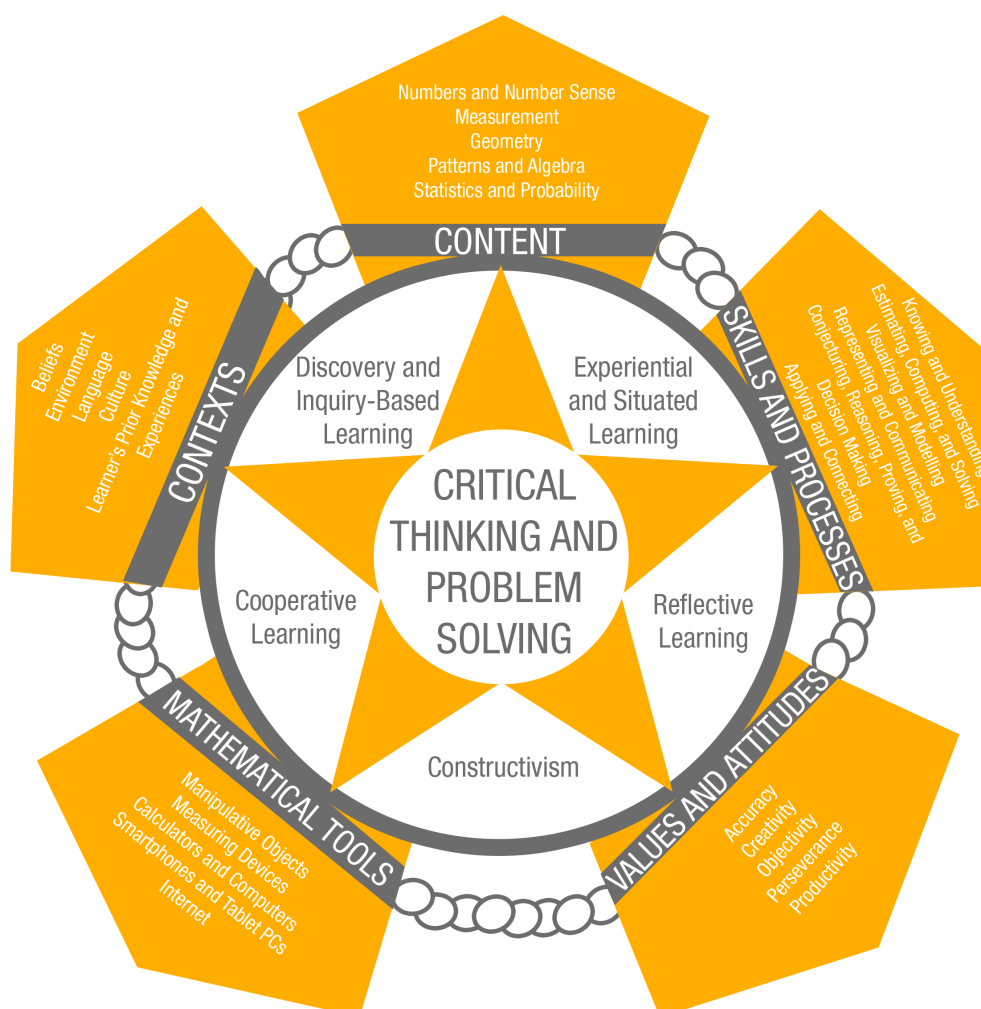 Numbers and Number Sense
Measurement
Geometry
Patterns and Algebra
Statistics and Probability
CONTENT
Knowing and Understanding
Estimating, Computing, and Solving
Visualizing and Modelling
Representing and Communicating
Conjecturing, Reasoning, Proving, and
Decision Making
Applying and Connecting
SKILLS AND PROCESSES
Beliefs
Environment
Language
Culture
Learner's Prior Knowledge and
Experiences
CONTEXTS
Discovery and
Inquiry-Based
Learning
Experiential
and Situated
Learning
CRITICAL
THINKING AND
PROBLEM
SOLVING
Cooperative
Learning
Reflective
Learning
Constructivism
MATHEMATICAL TOOLS
Manipulative Objects
Measuring Devices
Calculators and Computers
Smartphones and Tablet PCs
Internet
VALUES AND ATTITUDES
Accuracy
Creativity
Objectivity
Perseverance
Productivity